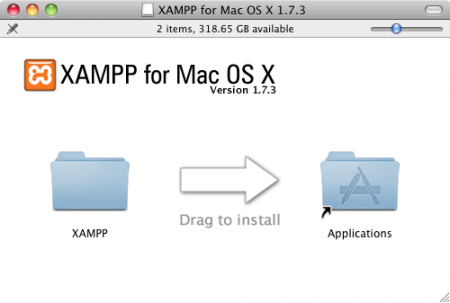 XAMPP for Mac OS X 1.7.3
2 items, 318.65 GB available
XAMPP for Mac OS X
Version 1.7.3
Drag to install
XAMPP
Applications